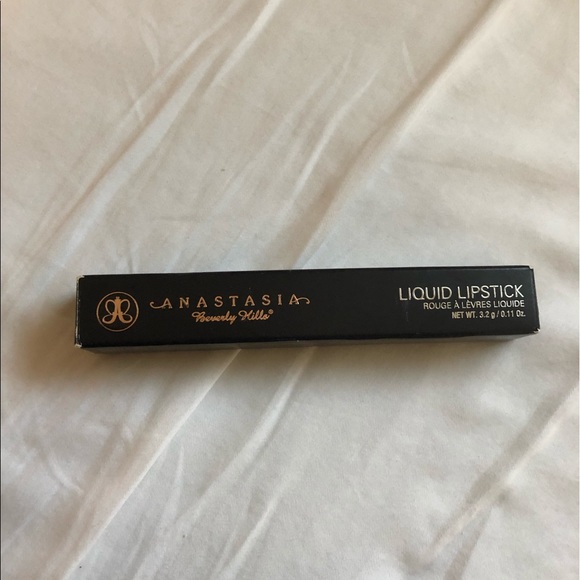 ANASTASIA
Beverly Hills®
LIQUID LIPSTICK
ROUGE À LÈVRES LIQUIDE
NET WT. 3.2 g / 0.11 Oz.